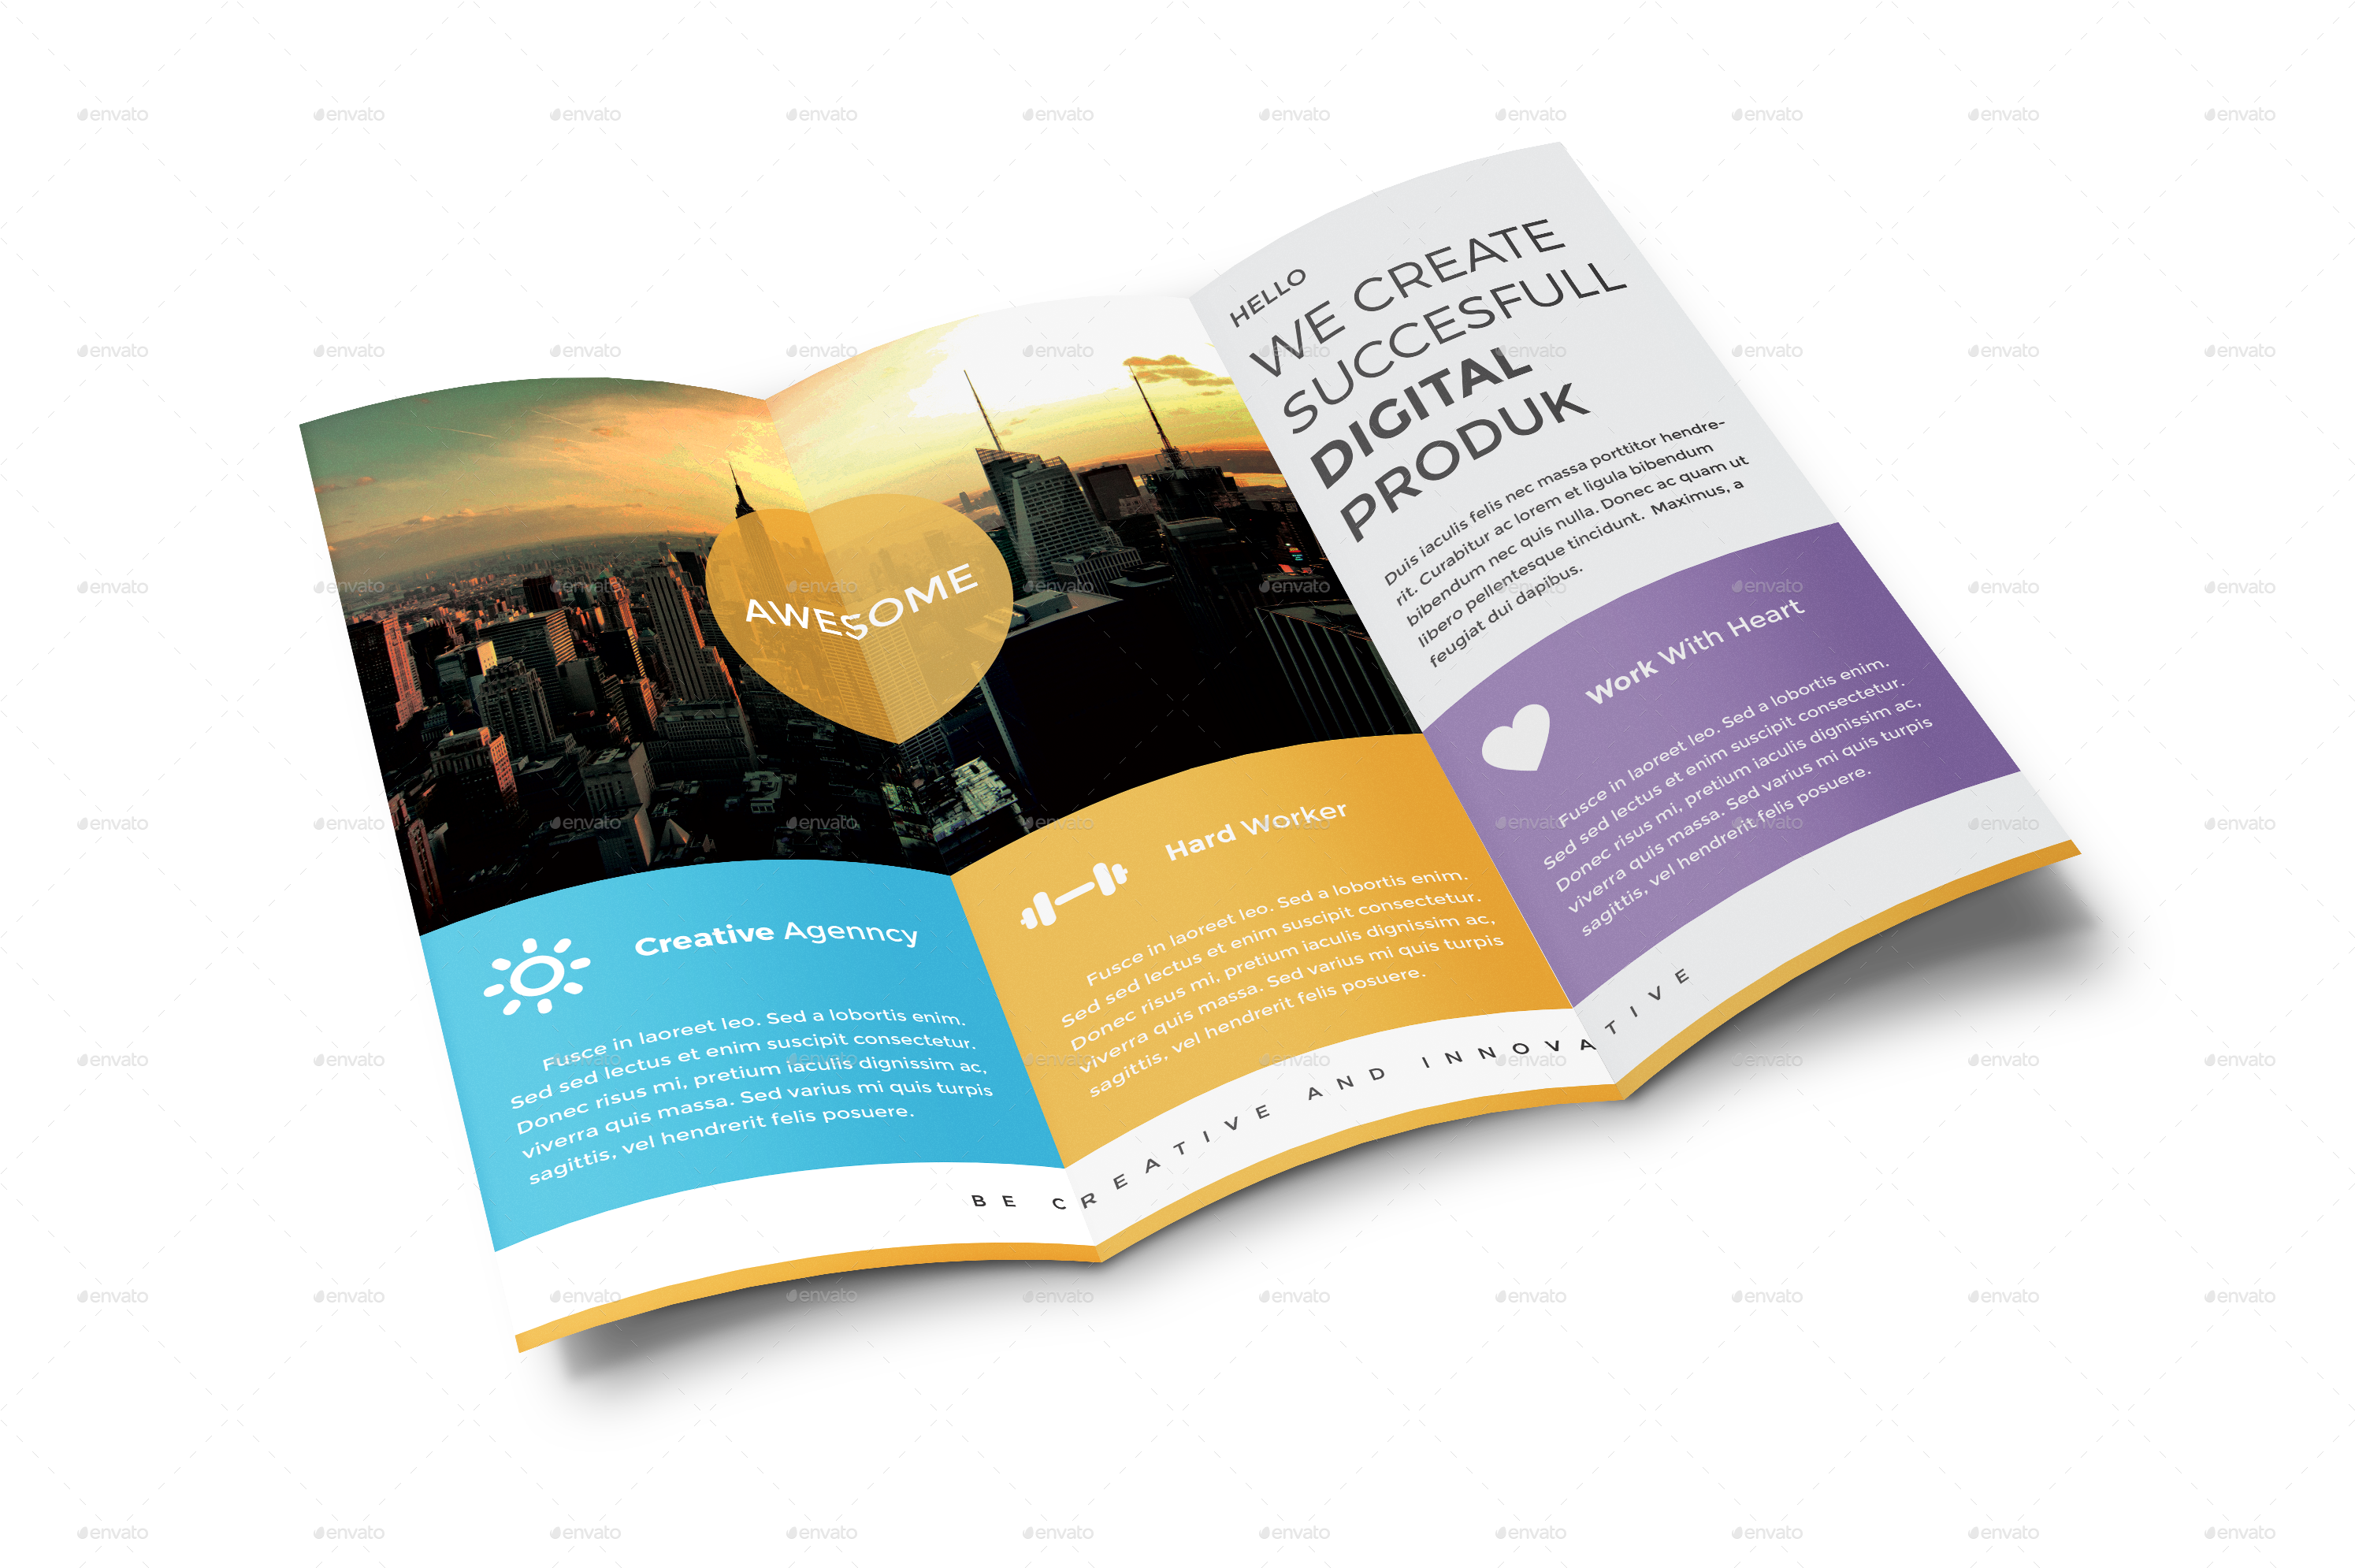 AWESOME
Creative Agenncy
Fusce in laoreet leo. Sed a lobortis enim.
Sed sed lectus et enim suscipit consectetur.
Donec risus mi, pretium iaculis dignissim ac,
viverra quis massa. Sed varius mi quis turpis
sagittis, vel hendrerit felis posuere.
Hard Worker
Fusce in laoreet leo. Sed a lobortis enim.
Sed sed lectus et enim suscipit consectetur.
Donec risus mi, pretium iaculis dignissim ac,
viverra quis massa. Sed varius mi quis turpis
sagittis, vel hendrerit felis posuere.
HELLO
WE CREATE
SUCCESFULL
DIGITAL
PRODUK
Duis iaculis felis nec massa porttitor hendre-
rit. Curabitur ac lorem et ligula bibendum
bibendum nec quis nulla. Donec ac quam ut
libero pellentesque tincidunt. Maximus, a
feugiat dui dapibus.
Work With Heart
Fusce in laoreet leo. Sed a lobortis enim.
Sed sed lectus et enim suscipit consectetur.
Donec risus mi, pretium iaculis dignissim ac,
viverra quis massa. Sed varius mi quis turpis
sagittis, vel hendrerit felis posuere.
BE CREATIVE AND INNOVATIVE
envato